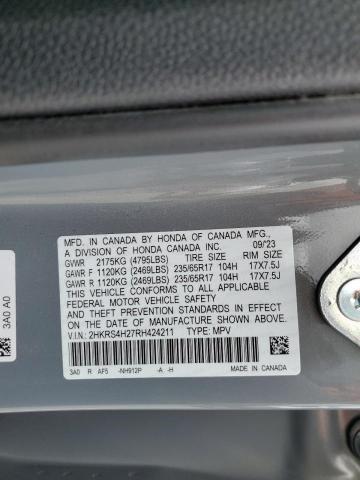 MFD. IN CANADA BY HONDA OF CANADA MFG.,
A DIVISION OF HONDA CANADA INC. 09/23
GVWR 2175KG (4795LBS) TIRE SIZE RIM SIZE
GAWR F 1120KG (2469LBS) 235/65R17 104H 17X7.5J
GAWR R 1120KG (2469LBS) 235/65R17 104H 17X7.5J
THIS VEHICLE CONFORMS TO ALL APPLICABLE
FEDERAL MOTOR VEHICLE SAFETY
AND THEFT PREVENTION STANDARDS IN EFFECT
ON THE DATE OF MANUFACTURE SHOWN ABOVE.
V.I.N.: 2HKRS4H27RH424211 TYPE: MPV
3A0 R AF5 -NH912P -A -H MADE IN CANADA
3A0 A0